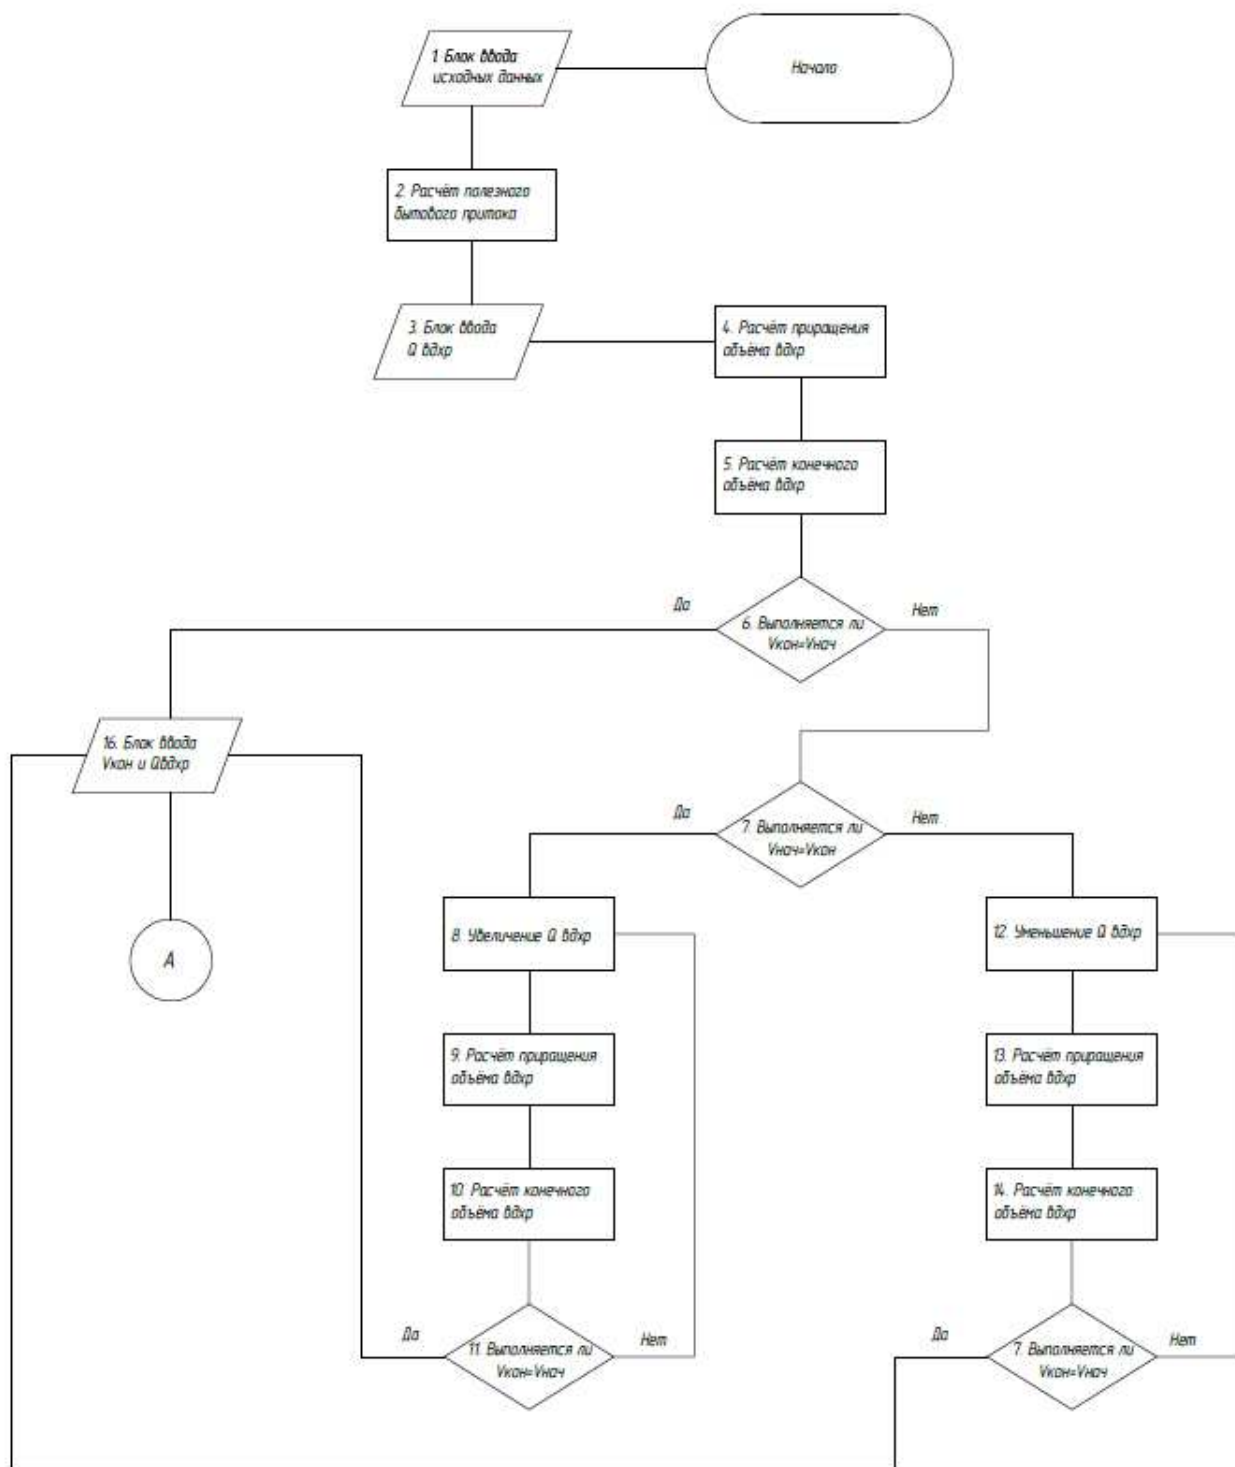 Начало
1. Блок ввода
исходных данных
2. Расчёт полезного
бытового притока
3. Блок ввода
Q вдхр
4. Расчёт приращения
объёма вдхр
5. Расчёт конечного
объёма вдхр
Да
6. Выполняется ли
Vкон=Vнач
Нет
16. Блок ввода
Vкон и Qвдхр
А
Да
7. Выполняется ли
Vнач=Vкон
Нет
8. Увеличение Q вдхр
9. Расчёт приращения
объёма вдхр
10. Расчёт конечного
объёма вдхр
Да
11. Выполняется ли
Vкон=Vнач
Нет
12. Уменьшение Q вдхр
13. Расчёт приращения
объёма вдхр
14. Расчёт конечного
объёма вдхр
Да
7. Выполняется ли
Vкон=Vнач
Нет